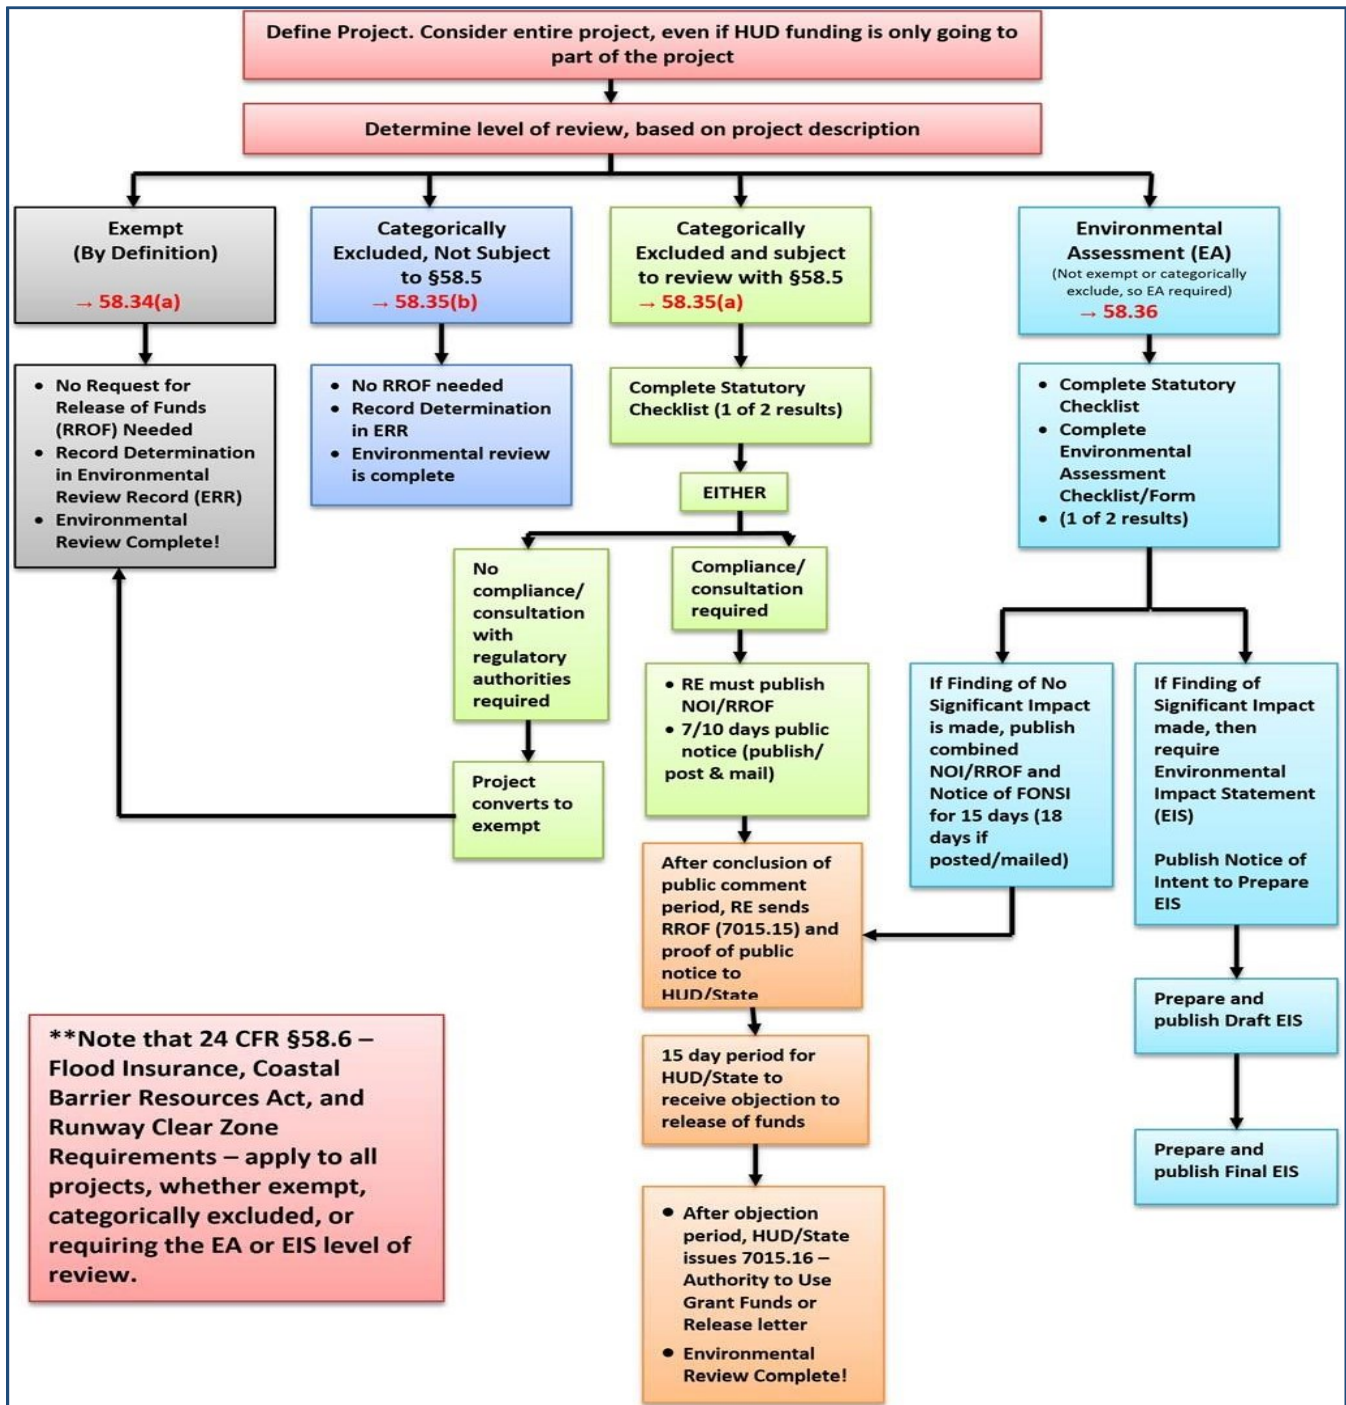 Define Project. Consider entire project, even if HUD funding is only going to
part of the project
Determine level of review, based on project description
Exempt
(By Definition)
→ 58.34(a)
Categorically
Excluded, Not Subject
to §58.5
→ 58.35(b)
Categorically
Excluded and subject
to review with §58.5
→ 58.35(a)
Environmental
Assessment (EA)
(Not exempt or categorically
exclude, so EA required)
→ 58.36
• No Request for
Release of Funds
(RROF) Needed
• Record Determination
in Environmental
Review Record (ERR)
• Environmental
Review Complete!
• No RROF needed
• Record Determination
in ERR
• Environmental review
is complete
Complete Statutory
Checklist (1 of 2 results)
EITHER
• Complete Statutory
Checklist
• Complete
Environmental
Assessment
Checklist/Form
• (1 of 2 results)
No
compliance/
consultation
with
regulatory
authorities
required
Compliance/
consultation
required
Project
converts to
exempt
• RE must publish
NOI/RROF
• 7/10 days public
notice (publish/
post & mail)
If Finding of No
Significant Impact
is made, publish
combined
NOI/RROF and
Notice of FONSI
for 15 days (18
days if
posted/mailed)
If Finding of
Significant Impact
made, then
require
Environmental
Impact Statement
(EIS)
Publish Notice of
Intent to Prepare
EIS
After conclusion of
public comment
period, RE sends
RROF (7015.15) and
proof of public
notice to
HUD/State
Prepare and
publish Draft EIS
15 day period for
HUD/State to
receive objection to
release of funds
Prepare and
publish Final EIS
• After objection
period, HUD/State
issues 7015.16 –
Authority to Use
Grant Funds or
Release letter
• Environmental
Review Complete!
**Note that 24 CFR §58.6 –
Flood Insurance, Coastal
Barrier Resources Act, and
Runway Clear Zone
Requirements – apply to all
projects, whether exempt,
categorically excluded, or
requiring the EA or EIS level of
review.